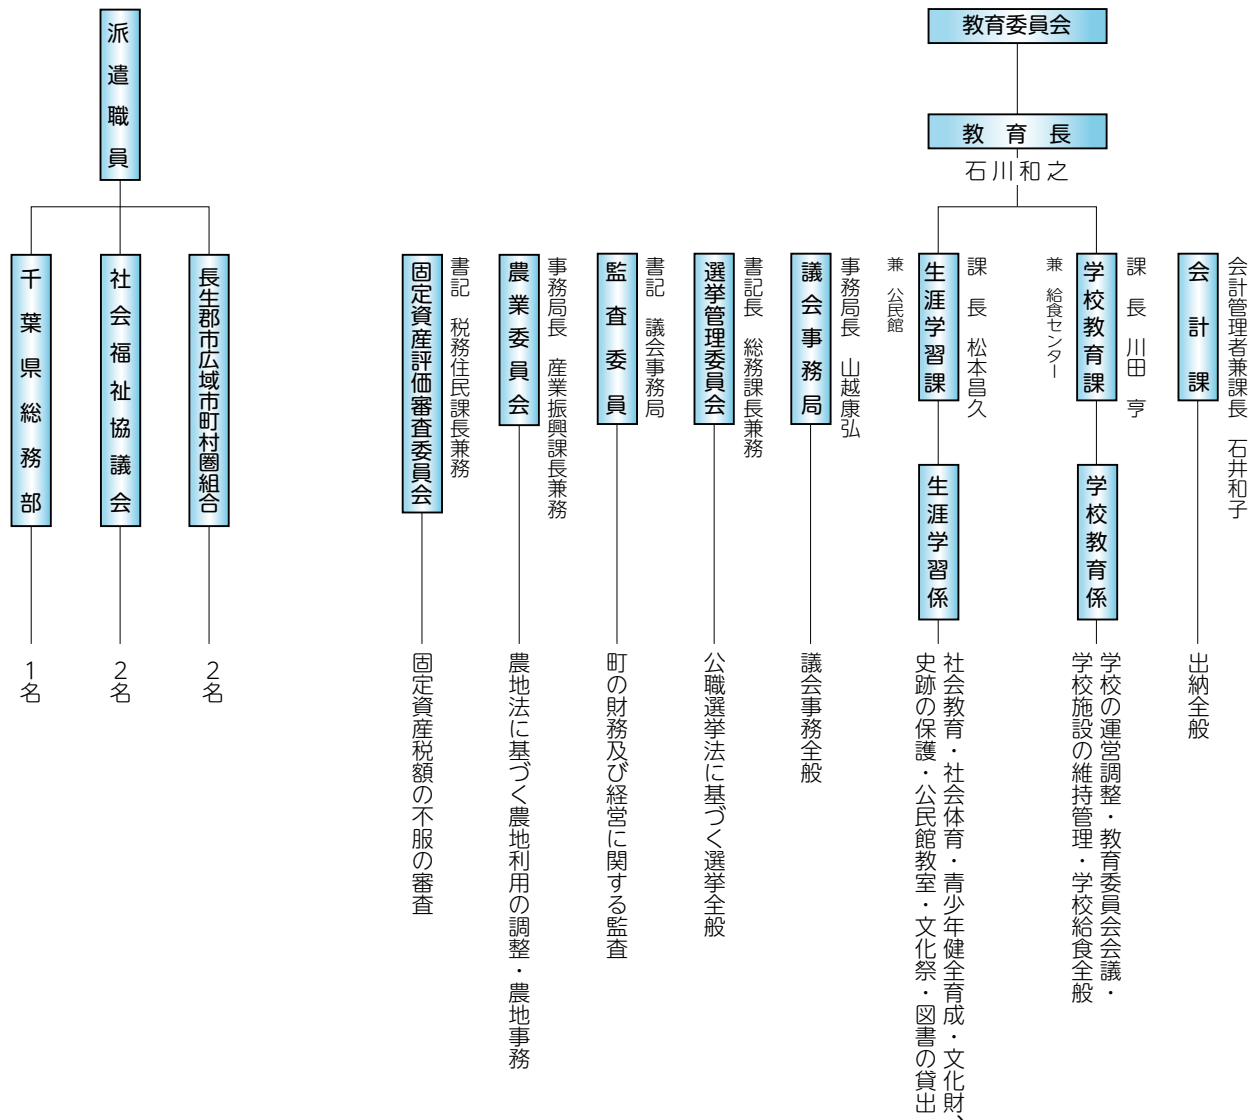 教育委員会
教育長
石川和之
会計課
会計管理者兼課長　石井和子
出納全般
学校教育課
課　長　川田　亨
兼　給食センター
学校教育係
学校の運営調整・教育委員会会議・
学校施設の維持管理・学校給食全般
生涯学習課
課　長　松本昌久
兼　公民館
生涯学習係
社会教育・社会体育・青少年健全育成・文化財、
史跡の保護・公民館教室・文化祭・図書の貸出
議会事務局
事務局長　山越康弘
議会事務全般
選挙管理委員会
書記長　総務課長兼務
公職選挙法に基づく選挙全般
監査委員
書記　議会事務局
町の財務及び経営に関する監査
農業委員会
事務局長　産業振興課長兼務
農地法に基づく農地利用の調整・農地事務
固定資産評価審査委員会
書記　税務住民課長兼務
固定資産税額の不服の審査
派遣職員
長生郡市広域市町村圏組合
2名
社会福祉協議会
2名
千葉県総務部
1名